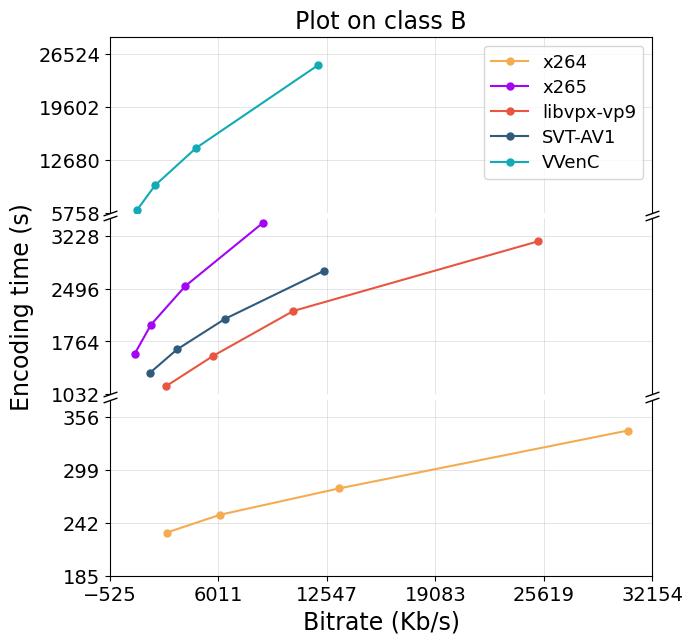 Plot on class B
26524
19602
12680
5758
3228
2496
1764
1032
356
299
242
185
Encoding time (s)
x264
x265
libvpx-vp9
SVT-AV1
VVenC
−525 6011 12547 19083 25619 32154
Bitrate (Kb/s)